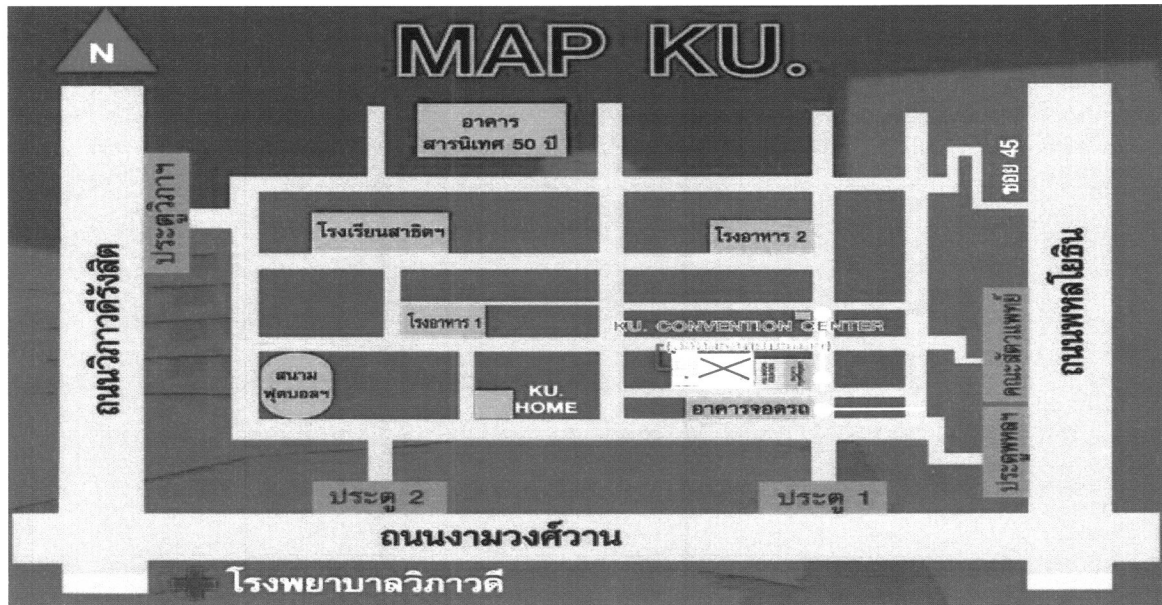 MAP KU.
N
อาคาร
สารนิเทศ 50 ปี
ซอย 45
ประตูวิภาฯ
โรงเรียนสาธิตฯ
โรงอาหาร 2
ถนนวิภาวดีรังสิต
ถนนพหลโยธิน
โรงอาหาร 1
KU. CONVENTION CENTER
คณะสัตวแพทย์
สนาม
ฟุตบอลฯ
KU.
HOME
อาคารจอดรถ
ประตูพหลฯ
ประตู 2
ประตู 1
ถนนงามวงศ์วาน
โรงพยาบาลวิภาวดี